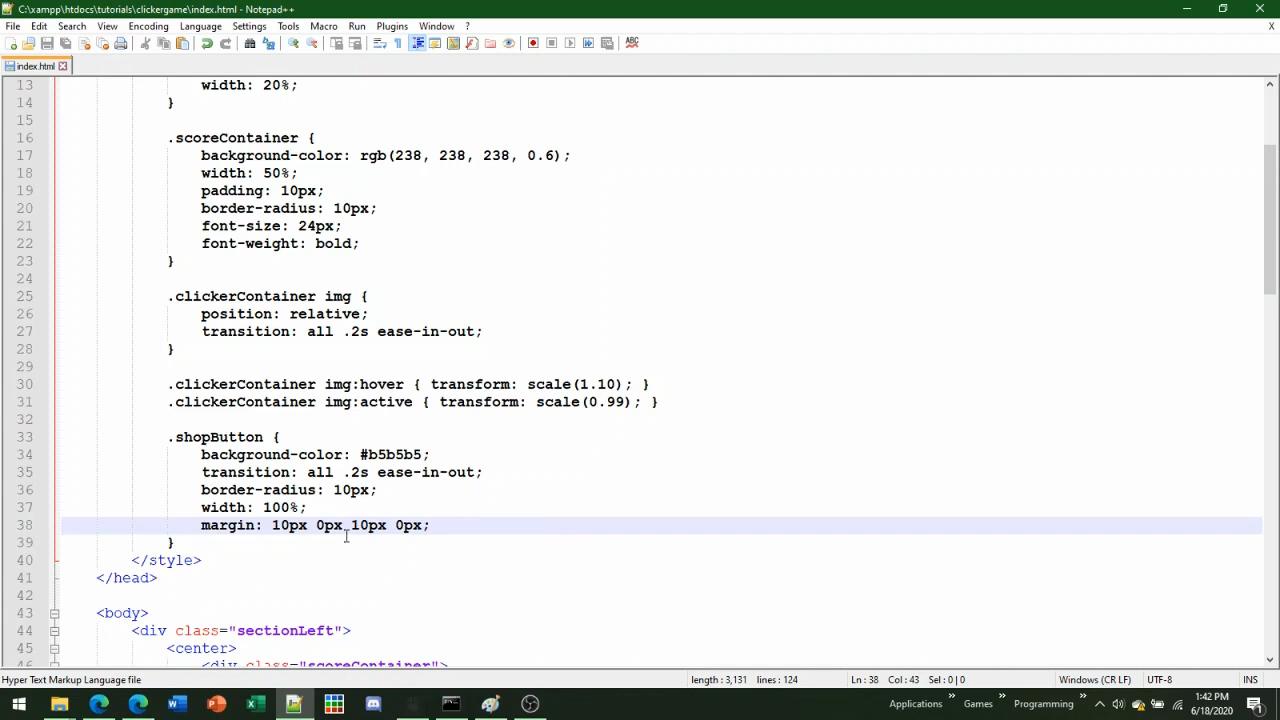 C:\xampp\htdocs\tutorials\clickergame\index.html - Notepad++
File Edit Search View Encoding Language Settings Tools Macro Run Plugins Window ? X
ABC
index.html
13 width: 20%;
14 }
15
16 .scoreContainer {
17 background-color: rgb(238, 238, 238, 0.6);
18 width: 50%;
19 padding: 10px;
20 border-radius: 10px;
21 font-size: 24px;
22 font-weight: bold;
23 }
24
25 .clickerContainer img {
26 position: relative;
27 transition: all .2s ease-in-out;
28 }
29
30 .clickerContainer img:hover { transform: scale(1.10); }
31 .clickerContainer img:active { transform: scale(0.99); }
32
33 .shopButton {
34 background-color: #b5b5b5;
35 transition: all .2s ease-in-out;
36 border-radius: 10px;
37 width: 100%;
38 margin: 10px 0px 10px 0px;
39 }
40 </style>
41 </head>
42
43 <body>
44 <div class="sectionLeft">
45 <center>
46 <div class="scoreContainer">
Hyper Text Markup Language file length : 3,131 lines : 124 Ln : 38 Col : 43 Sel : 0 | 0 Windows (CR LF) UTF-8 INS
Applications » Games » Programming » 1:42 PM
6/18/2020